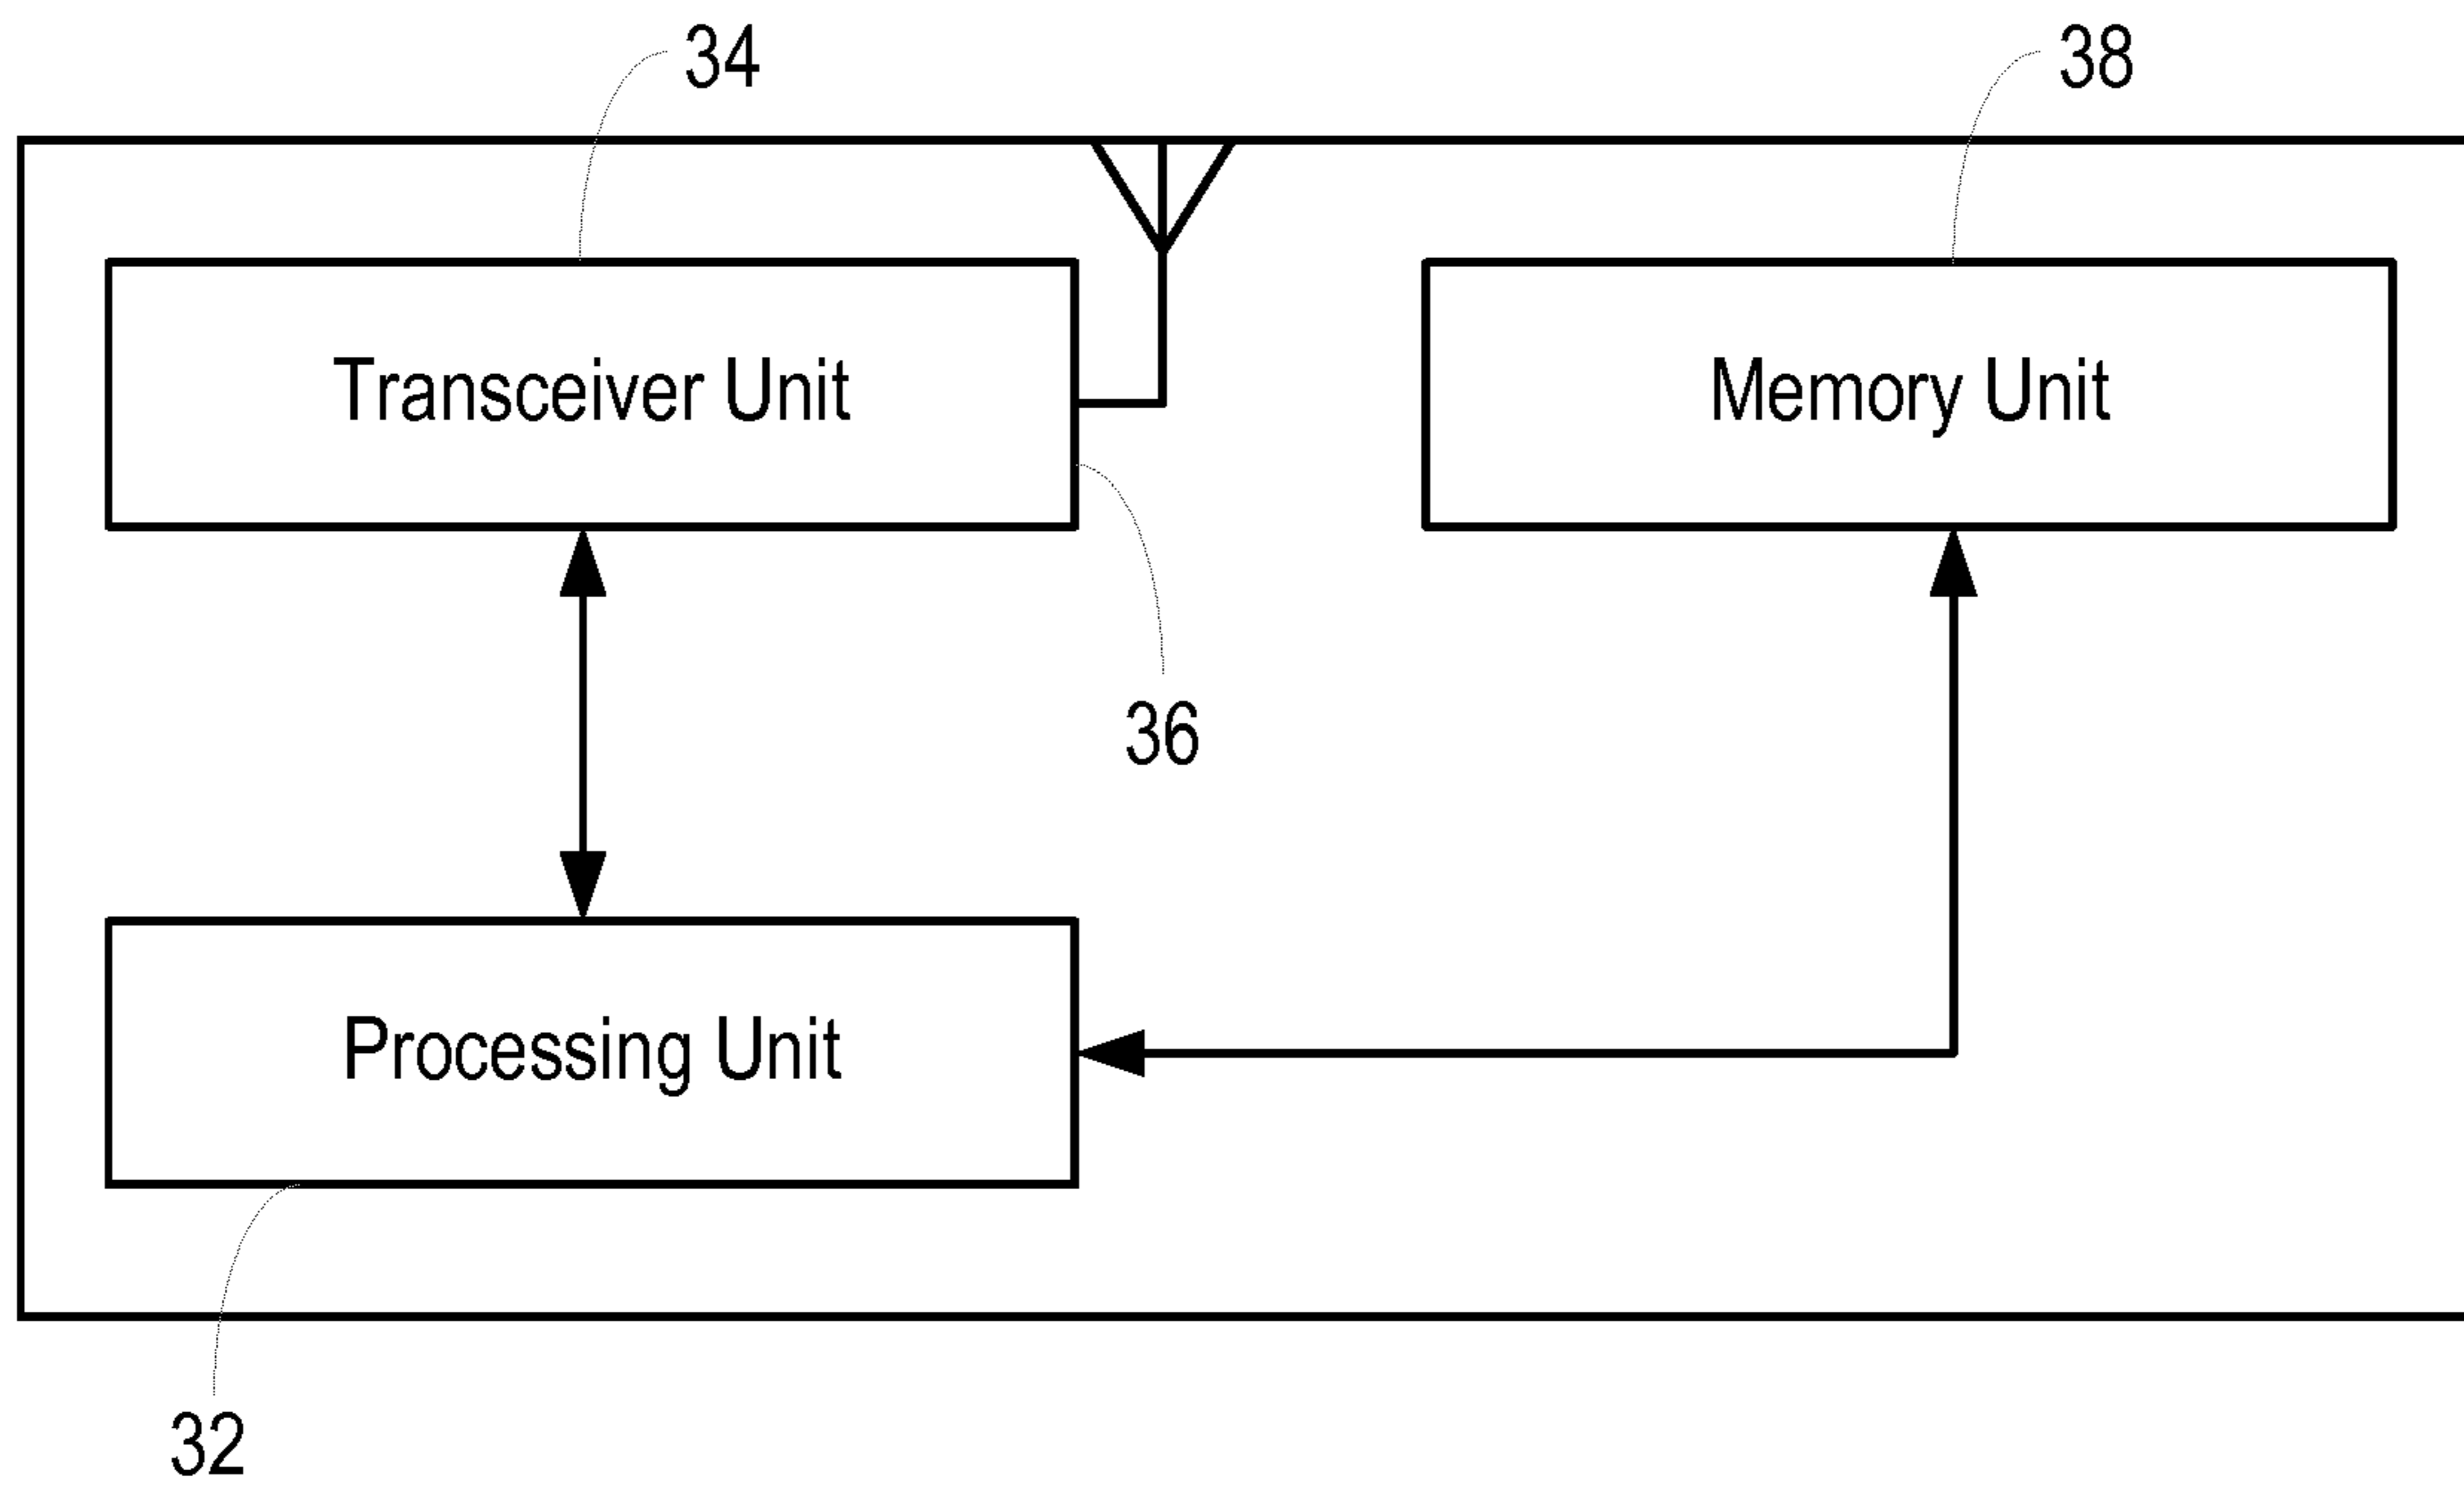 34
38
Transceiver Unit
Memory Unit
36
Processing Unit
32